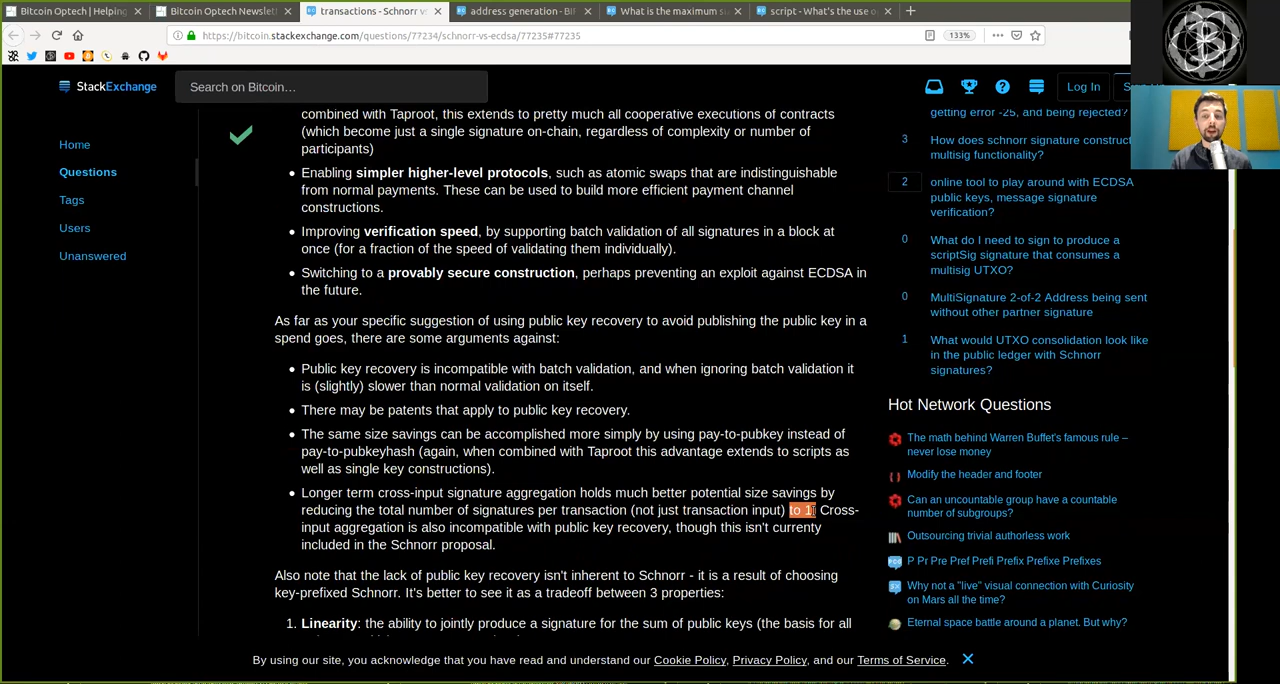 Bitcoin Optech | Helping
Bitcoin Optech Newslett
transactions - Schnorr v
address generation - BI
What is the maximum s
script - What's the use o
https://bitcoin.stackexchange.com/questions/77234/schnorr-vs-ecdsa/77235#77235
133%
StackExchange
Search on Bitcoin…
Log In
Home
Questions
Tags
Users
Unanswered
combined with Taproot, this extends to pretty much all cooperative executions of contracts
(which become just a single signature on-chain, regardless of complexity or number of
participants)
Enabling simpler higher-level protocols, such as atomic swaps that are indistinguishable
from normal payments. These can be used to build more efficient payment channel
constructions.
Improving verification speed, by supporting batch validation of all signatures in a block at
once (for a fraction of the speed of validating them individually).
Switching to a provably secure construction, perhaps preventing an exploit against ECDSA in
the future.
As far as your specific suggestion of using public key recovery to avoid publishing the public key in a
spend goes, there are some arguments against:
Public key recovery is incompatible with batch validation, and when ignoring batch validation it
is (slightly) slower than normal validation on itself.
There may be patents that apply to public key recovery.
The same size savings can be accomplished more simply by using pay-to-pubkey instead of
pay-to-pubkeyhash (again, when combined with Taproot this advantage extends to scripts as
well as single key constructions).
Longer term cross-input signature aggregation holds much better potential size savings by
reducing the total number of signatures per transaction (not just transaction input) to 1. Cross-
input aggregation is also incompatible with public key recovery, though this isn't currently
included in the Schnorr proposal.
Also note that the lack of public key recovery isn't inherent to Schnorr - it is a result of choosing
key-prefixed Schnorr. It's better to see it as a tradeoff between 3 properties:
1. Linearity: the ability to jointly produce a signature for the sum of public keys (the basis for all
getting error -25, and being rejected?
3 How does schnorr signature construct
multisig functionality?
2 online tool to play around with ECDSA
public keys, message signature
verification?
0 What do I need to sign to produce a
scriptSig signature that consumes a
multisig UTXO?
0 MultiSignature 2-of-2 Address being sent
without other partner signature
1 What would UTXO consolidation look like
in the public ledger with Schnorr
signatures?
Hot Network Questions
The math behind Warren Buffet's famous rule –
never lose money
Modify the header and footer
Can an uncountable group have a countable
number of subgroups?
Outsourcing trivial authorless work
P Pr Pre Pref Prefi Prefix Prefixe Prefixes
Why not a "live" visual connection with Curiosity
on Mars all the time?
Eternal space battle around a planet. But why?
By using our site, you acknowledge that you have read and understand our Cookie Policy, Privacy Policy, and our Terms of Service.